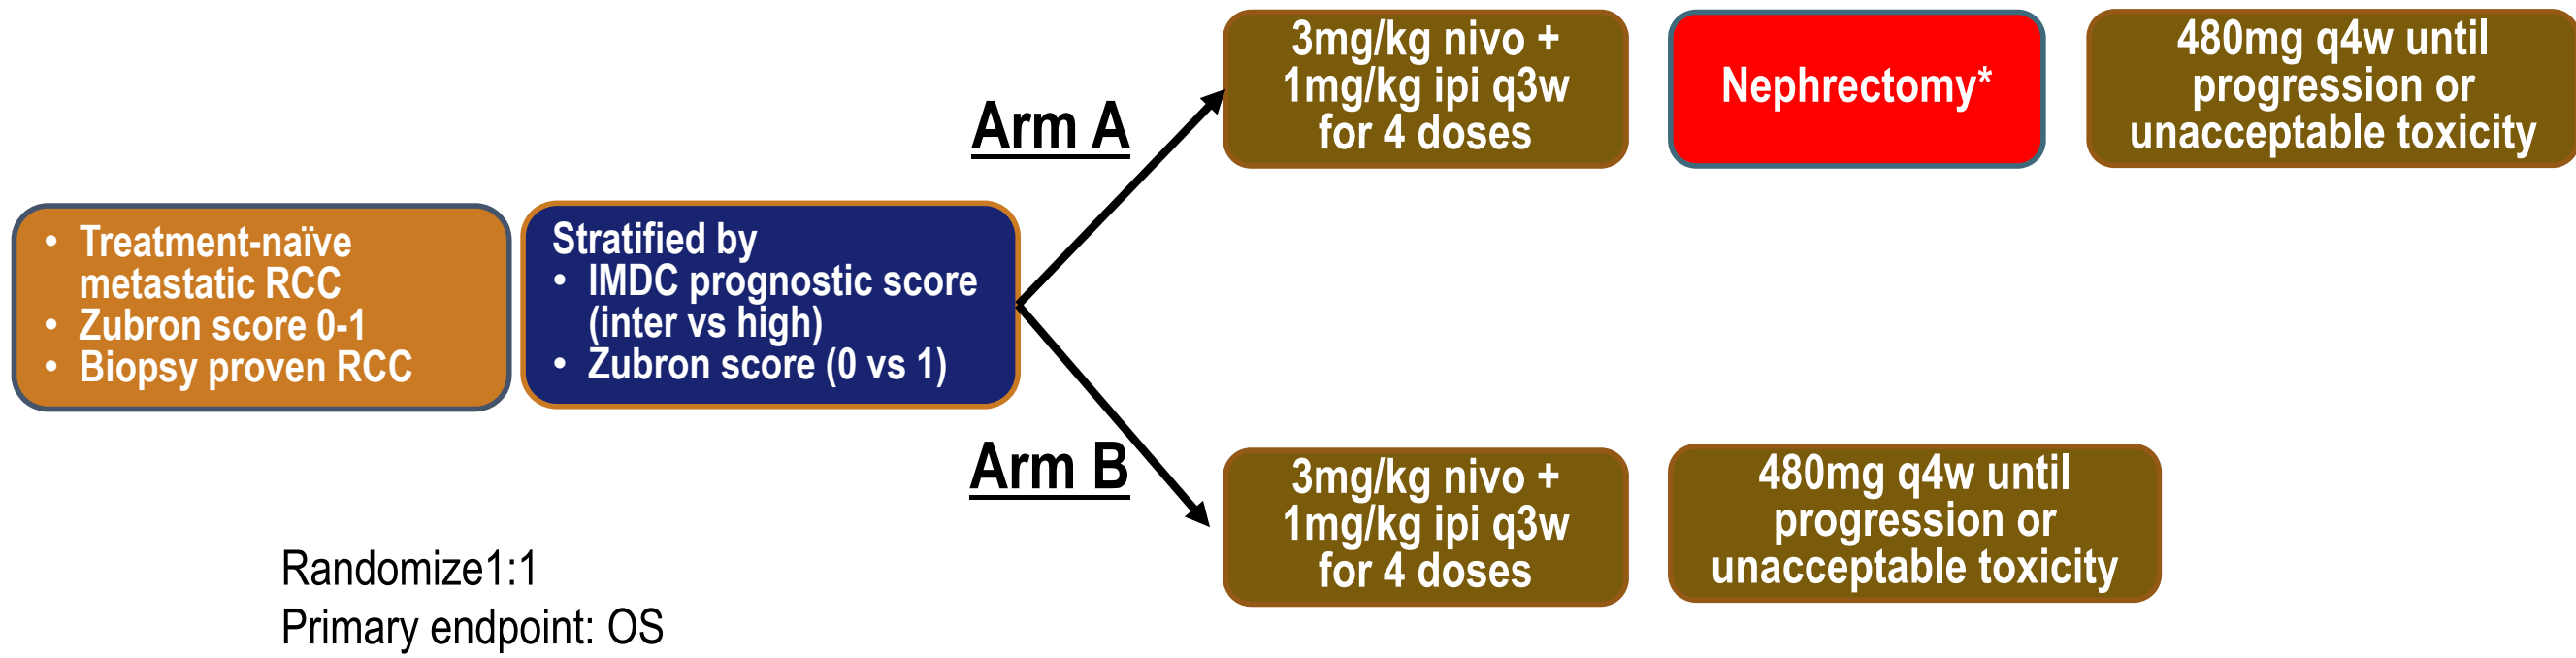 • Treatment-naïve
metastatic RCC
• Zubron score 0-1
• Biopsy proven RCC
Stratified by
• IMDC prognostic score
(inter vs high)
• Zubron score (0 vs 1)
Arm A
3mg/kg nivo +
1mg/kg ipi q3w
for 4 doses
Nephrectomy*
480mg q4w until
progression or
unacceptable toxicity
Arm B
3mg/kg nivo +
1mg/kg ipi q3w
for 4 doses
480mg q4w until
progression or
unacceptable toxicity
Randomize1:1
Primary endpoint: OS